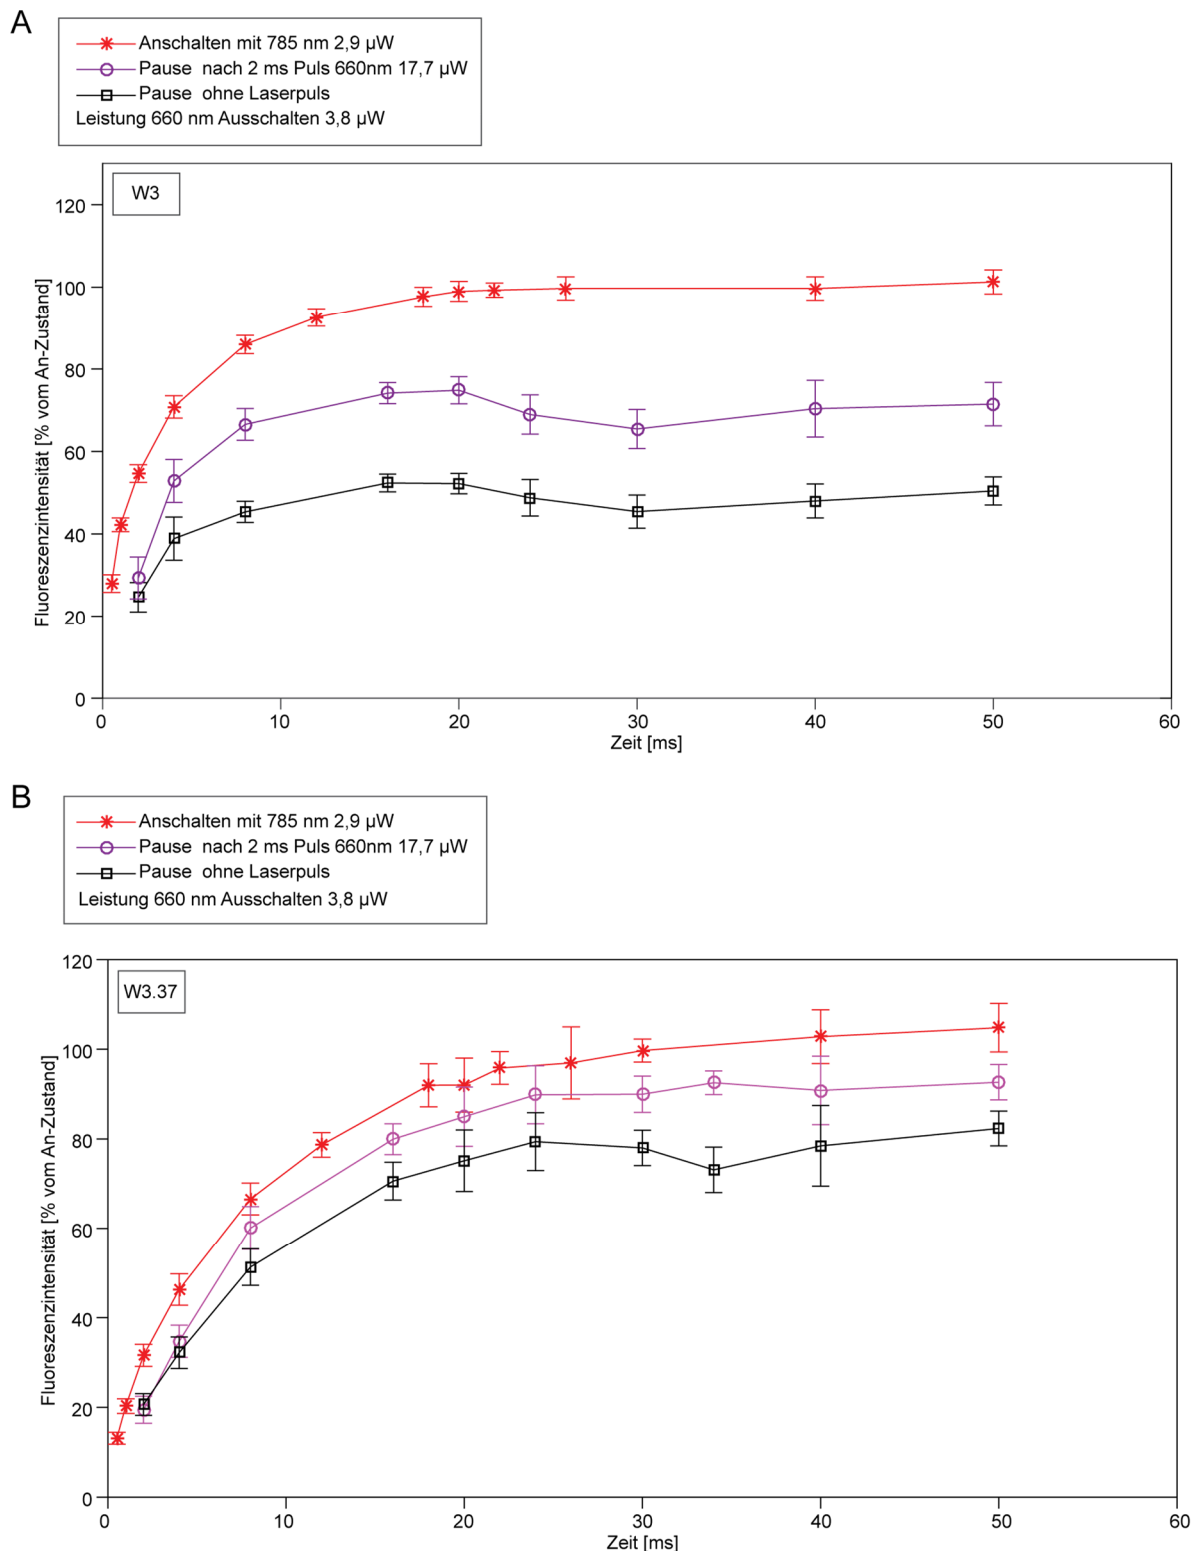 A
Anschalten mit 785 nm 2,9 µW
Pause nach 2 ms Puls 660nm 17,7 µW
Pause ohne Laserpuls
Leistung 660 nm Ausschalten 3,8 µW
W3
120
100
80
60
40
20
0
Fluoreszenzintensität [% vom An-Zustand]
0 10 20 30 40 50 60
Zeit [ms]
B
Anschalten mit 785 nm 2,9 µW
Pause nach 2 ms Puls 660nm 17,7 µW
Pause ohne Laserpuls
Leistung 660 nm Ausschalten 3,8 µW
W3.37
120
100
80
60
40
20
0
Fluoreszenzintensität [% vom An-Zustand]
0 10 20 30 40 50 60
Zeit [ms]